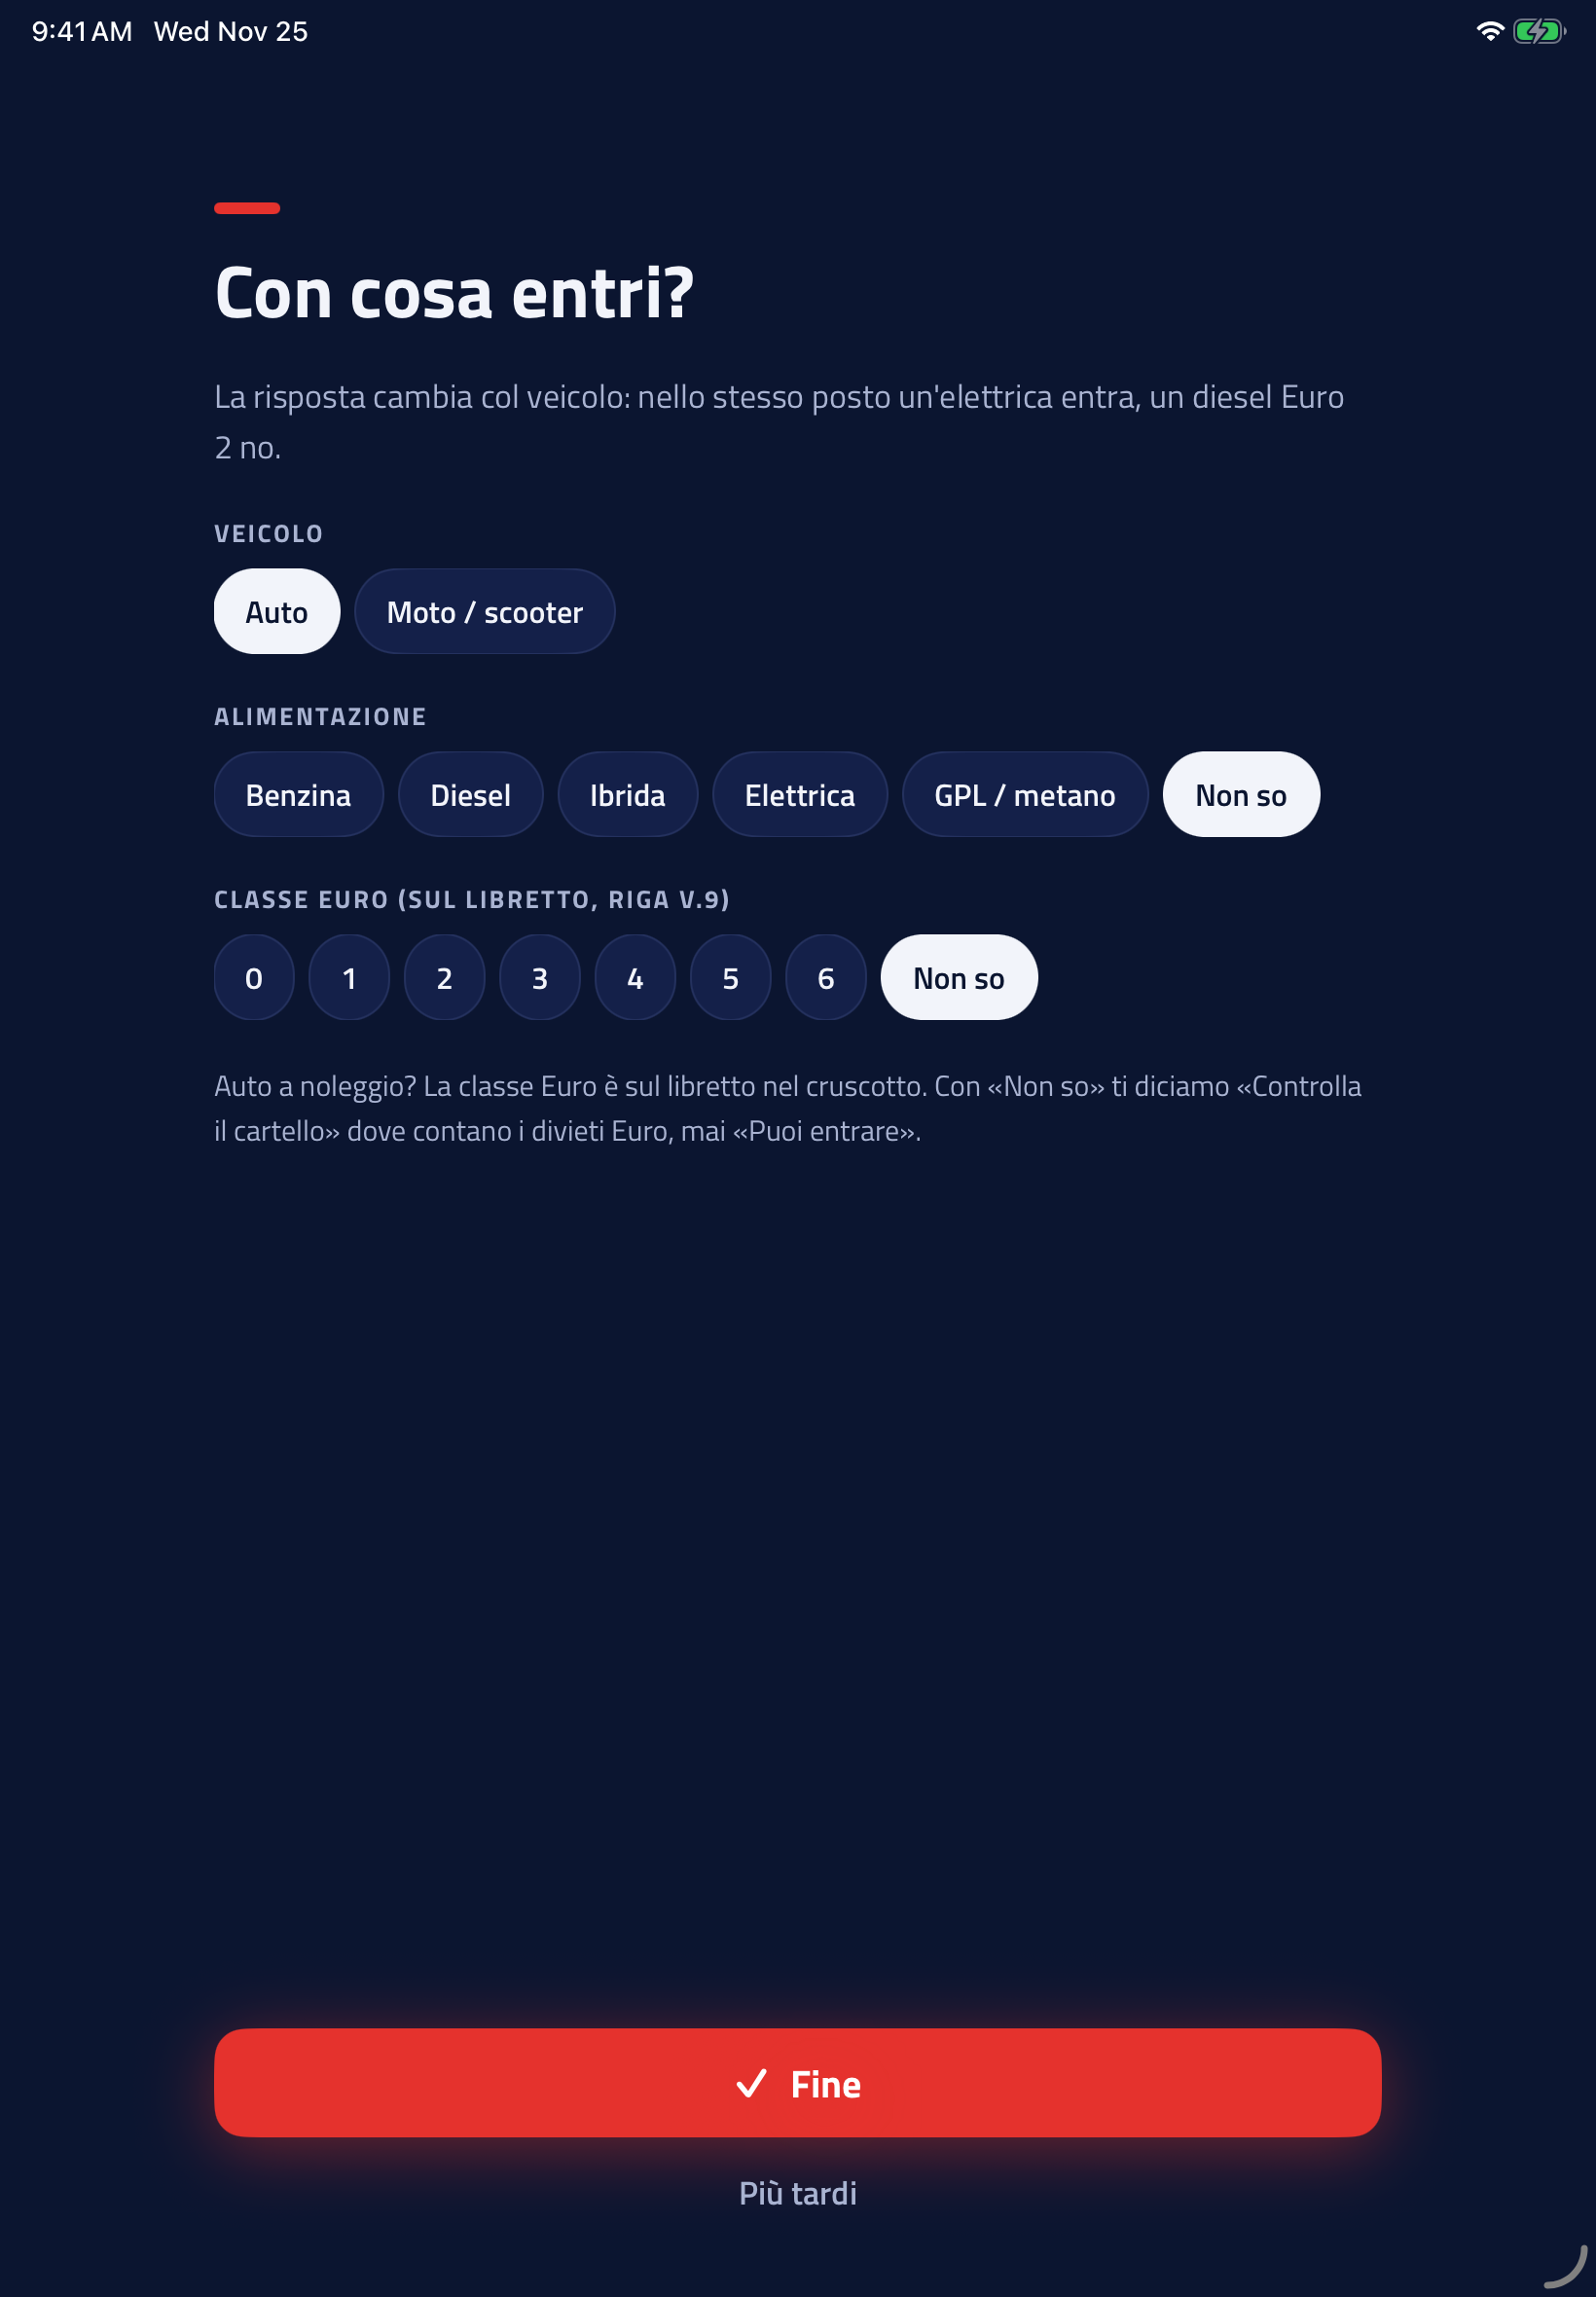 9:41 AM Wed Nov 25
Con cosa entri?
La risposta cambia col veicolo: nello stesso posto un'elettrica entra, un diesel Euro
2 no.
VEICOLO
Auto Moto / scooter
ALIMENTAZIONE
Benzina Diesel Ibrida Elettrica GPL / metano Non so
CLASSE EURO (SUL LIBRETTO, RIGA V.9)
0 1 2 3 4 5 6 Non so
Auto a noleggio? La classe Euro è sul libretto nel cruscotto. Con «Non so» ti diciamo «Controlla
il cartello» dove contano i divieti Euro, mai «Puoi entrare».
Fine
Più tardi